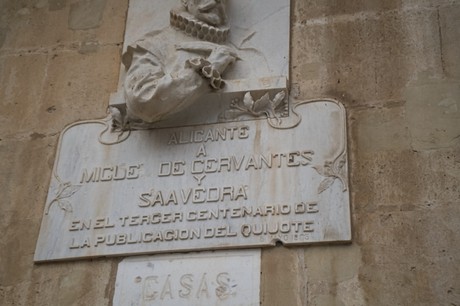 ALICANTE
A
MIGUEL DE CERVANTES
Y
SAAVEDRA
EN EL TERCER CENTENARIO DE
LA PUBLICACION DEL QUIJOTE
CASAS